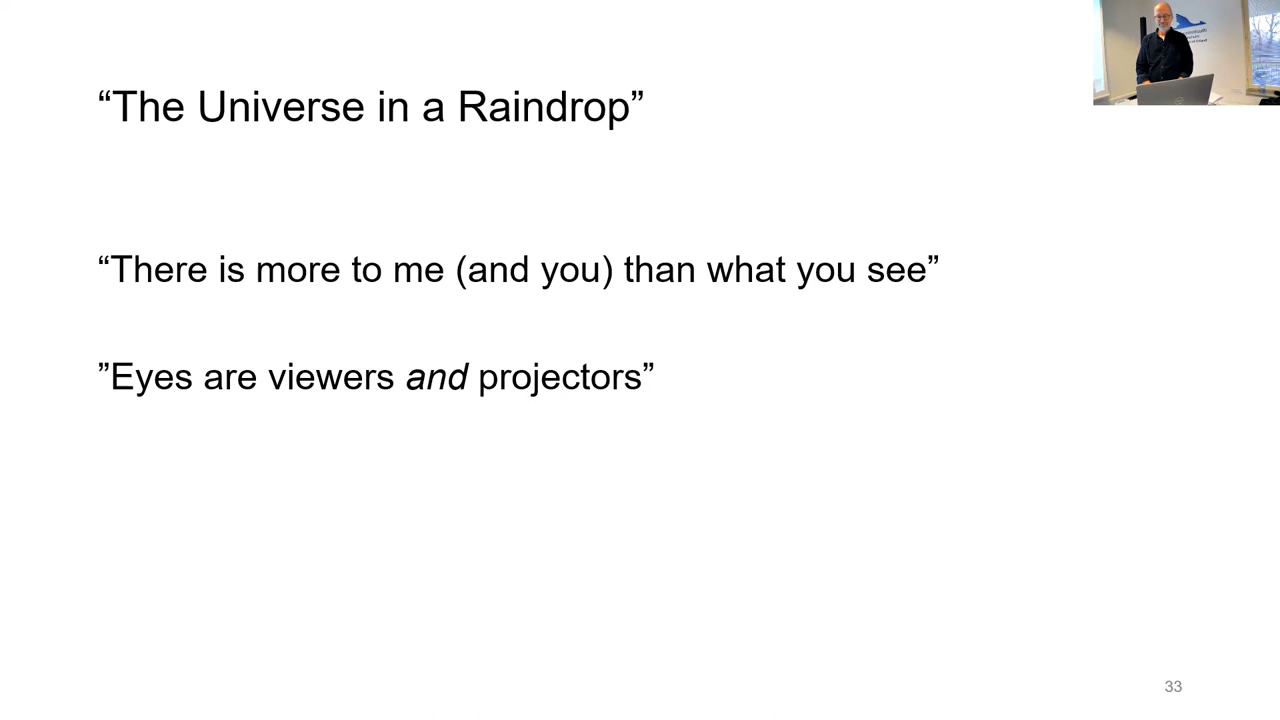 “The Universe in a Raindrop”
“There is more to me (and you) than what you see”
”Eyes are viewers and projectors”
33